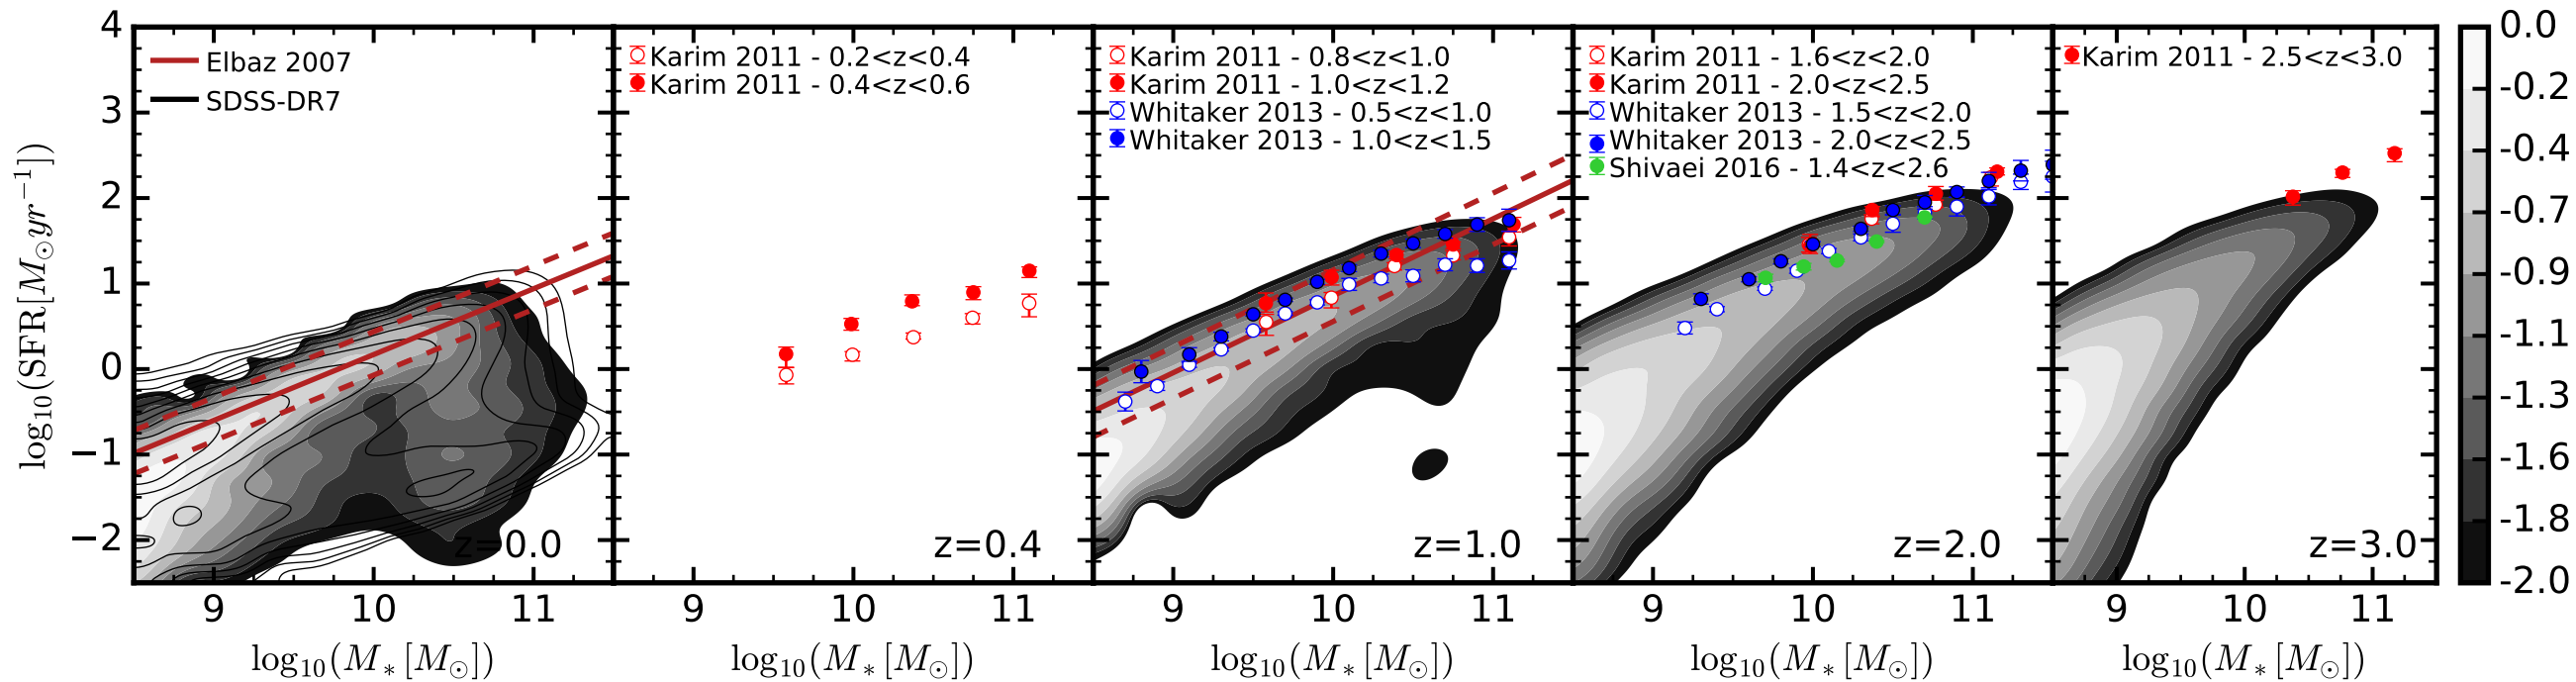 4
3
2
1
0
−1
−2
log10(SFR[M⊙yr−1])
Elbaz 2007
SDSS-DR7
z=0.0
9 10 11
log10(M*[M⊙])
Karim 2011 - 0.2<z<0.4
Karim 2011 - 0.4<z<0.6
z=0.4
9 10 11
log10(M*[M⊙])
Karim 2011 - 0.8<z<1.0
Karim 2011 - 1.0<z<1.2
Whitaker 2013 - 0.5<z<1.0
Whitaker 2013 - 1.0<z<1.5
z=1.0
9 10 11
log10(M*[M⊙])
Karim 2011 - 1.6<z<2.0
Karim 2011 - 2.0<z<2.5
Whitaker 2013 - 1.5<z<2.0
Whitaker 2013 - 2.0<z<2.5
Shivaei 2016 - 1.4<z<2.6
z=2.0
9 10 11
log10(M*[M⊙])
Karim 2011 - 2.5<z<3.0
z=3.0
9 10 11
log10(M*[M⊙])
0.0
-0.2
-0.4
-0.7
-0.9
-1.1
-1.3
-1.6
-1.8
-2.0